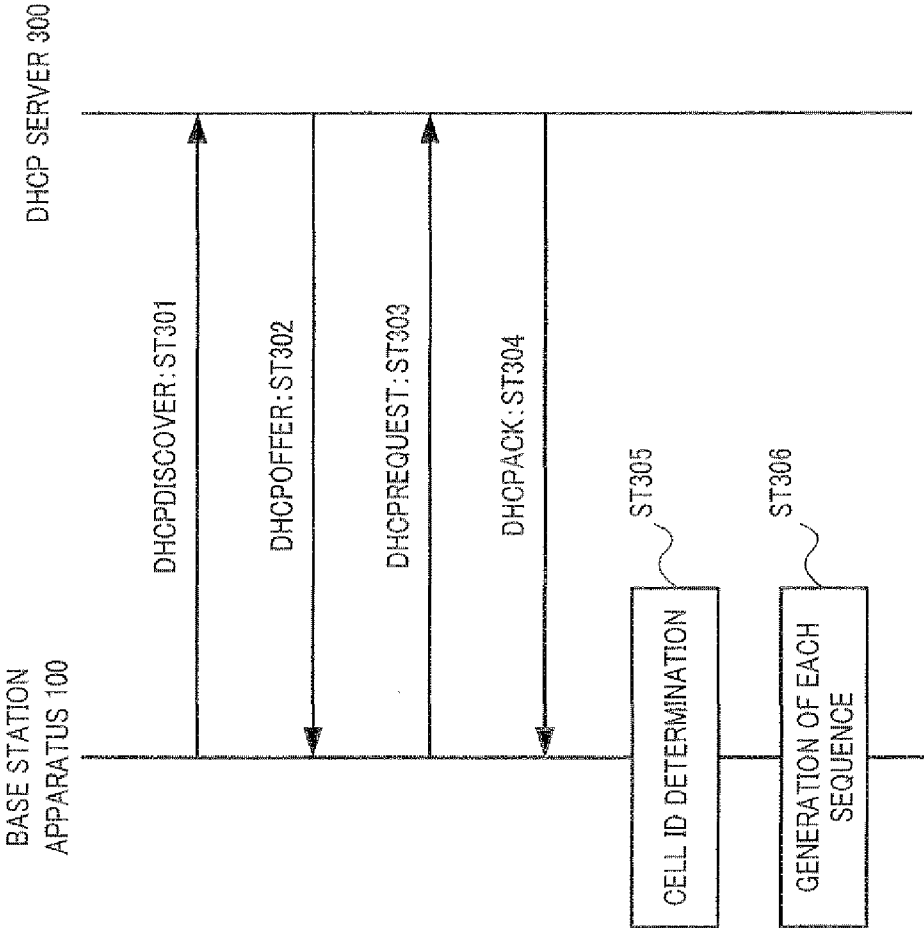 BASE STATION
APPARATUS 100
DHCP SERVER 300
DHCPDISCOVER:ST301
DHCPOFFER:ST302
DHCPREQUEST:ST303
DHCPACK:ST304
ST305
CELL ID DETERMINATION
ST306
GENERATION OF EACH
SEQUENCE